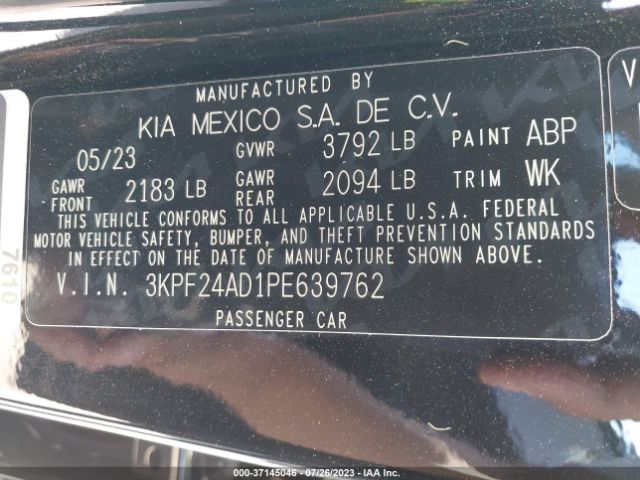 MANUFACTURED BY
KIA MEXICO S.A. DE C.V.
05/23 GVWR 3792 LB PAINT ABP
GAWR FRONT 2183 LB GAWR REAR 2094 LB TRIM WK
THIS VEHICLE CONFORMS TO ALL APPLICABLE U.S.A. FEDERAL
MOTOR VEHICLE SAFETY, BUMPER, AND THEFT PREVENTION STANDARDS
IN EFFECT ON THE DATE OF MANUFACTURE SHOWN ABOVE.
V.I.N. 3KPF24AD1PE639762
PASSENGER CAR
7610
V
000-37145046 - 07/26/2023 - IAA Inc.